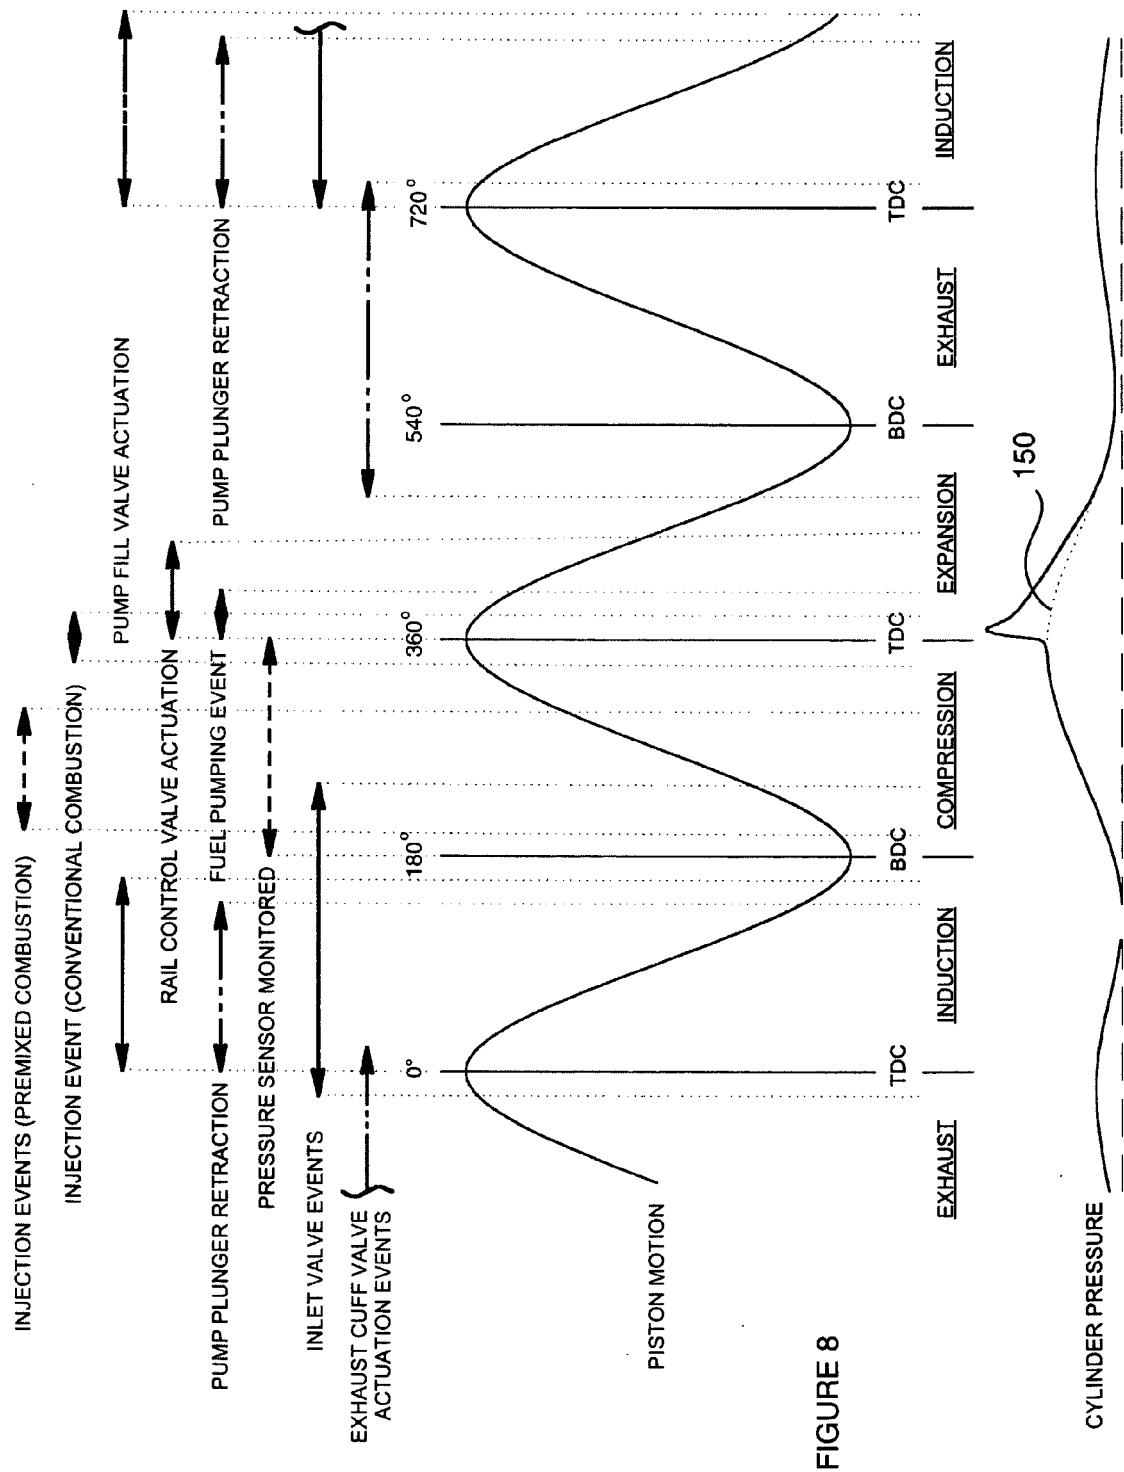 INJECTION EVENTS (PREMIXED COMBUSTION)
INJECTION EVENT (CONVENTIONAL COMBUSTION)
PUMP FILL VALVE ACTUATION
RAIL CONTROL VALVE ACTUATION
PUMP PLUNGER RETRACTION
FUEL PUMPING EVENT
PUMP PLUNGER RETRACTION
PRESSURE SENSOR MONITORED
INLET VALVE EVENTS
EXHAUST CUFF VALVE
ACTUATION EVENTS
0°
180°
360°
540°
720°
PISTON MOTION
TDC
BDC
TDC
BDC
TDC
EXHAUST
INDUCTION
COMPRESSION
EXPANSION
EXHAUST
INDUCTION
150
CYLINDER PRESSURE
FIGURE 8